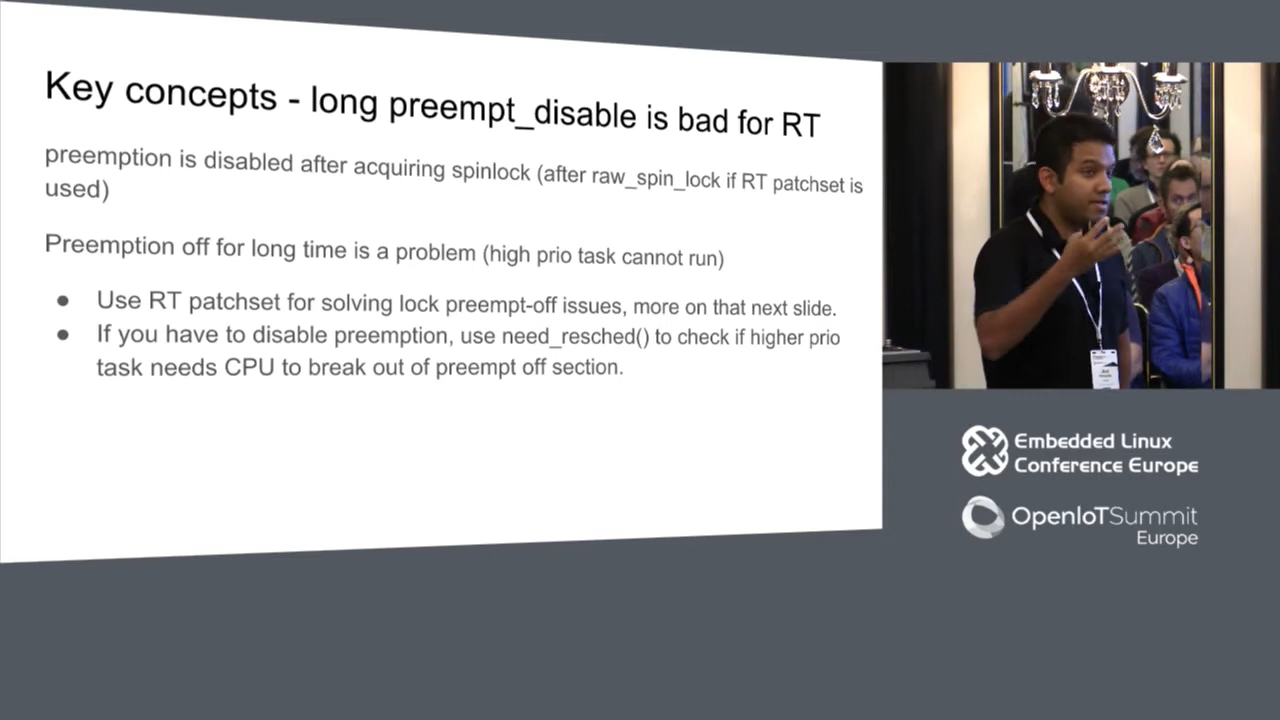 Key concepts - long preempt_disable is bad for RT
preemption is disabled after acquiring spinlock (after raw_spin_lock if RT patchset is
used)
Preemption off for long time is a problem (high prio task cannot run)
● Use RT patchset for solving lock preempt-off issues, more on that next slide.
● If you have to disable preemption, use need_resched() to check if higher prio
task needs CPU to break out of preempt off section.
Embedded Linux
Conference Europe
OpenIoTSummit
Europe